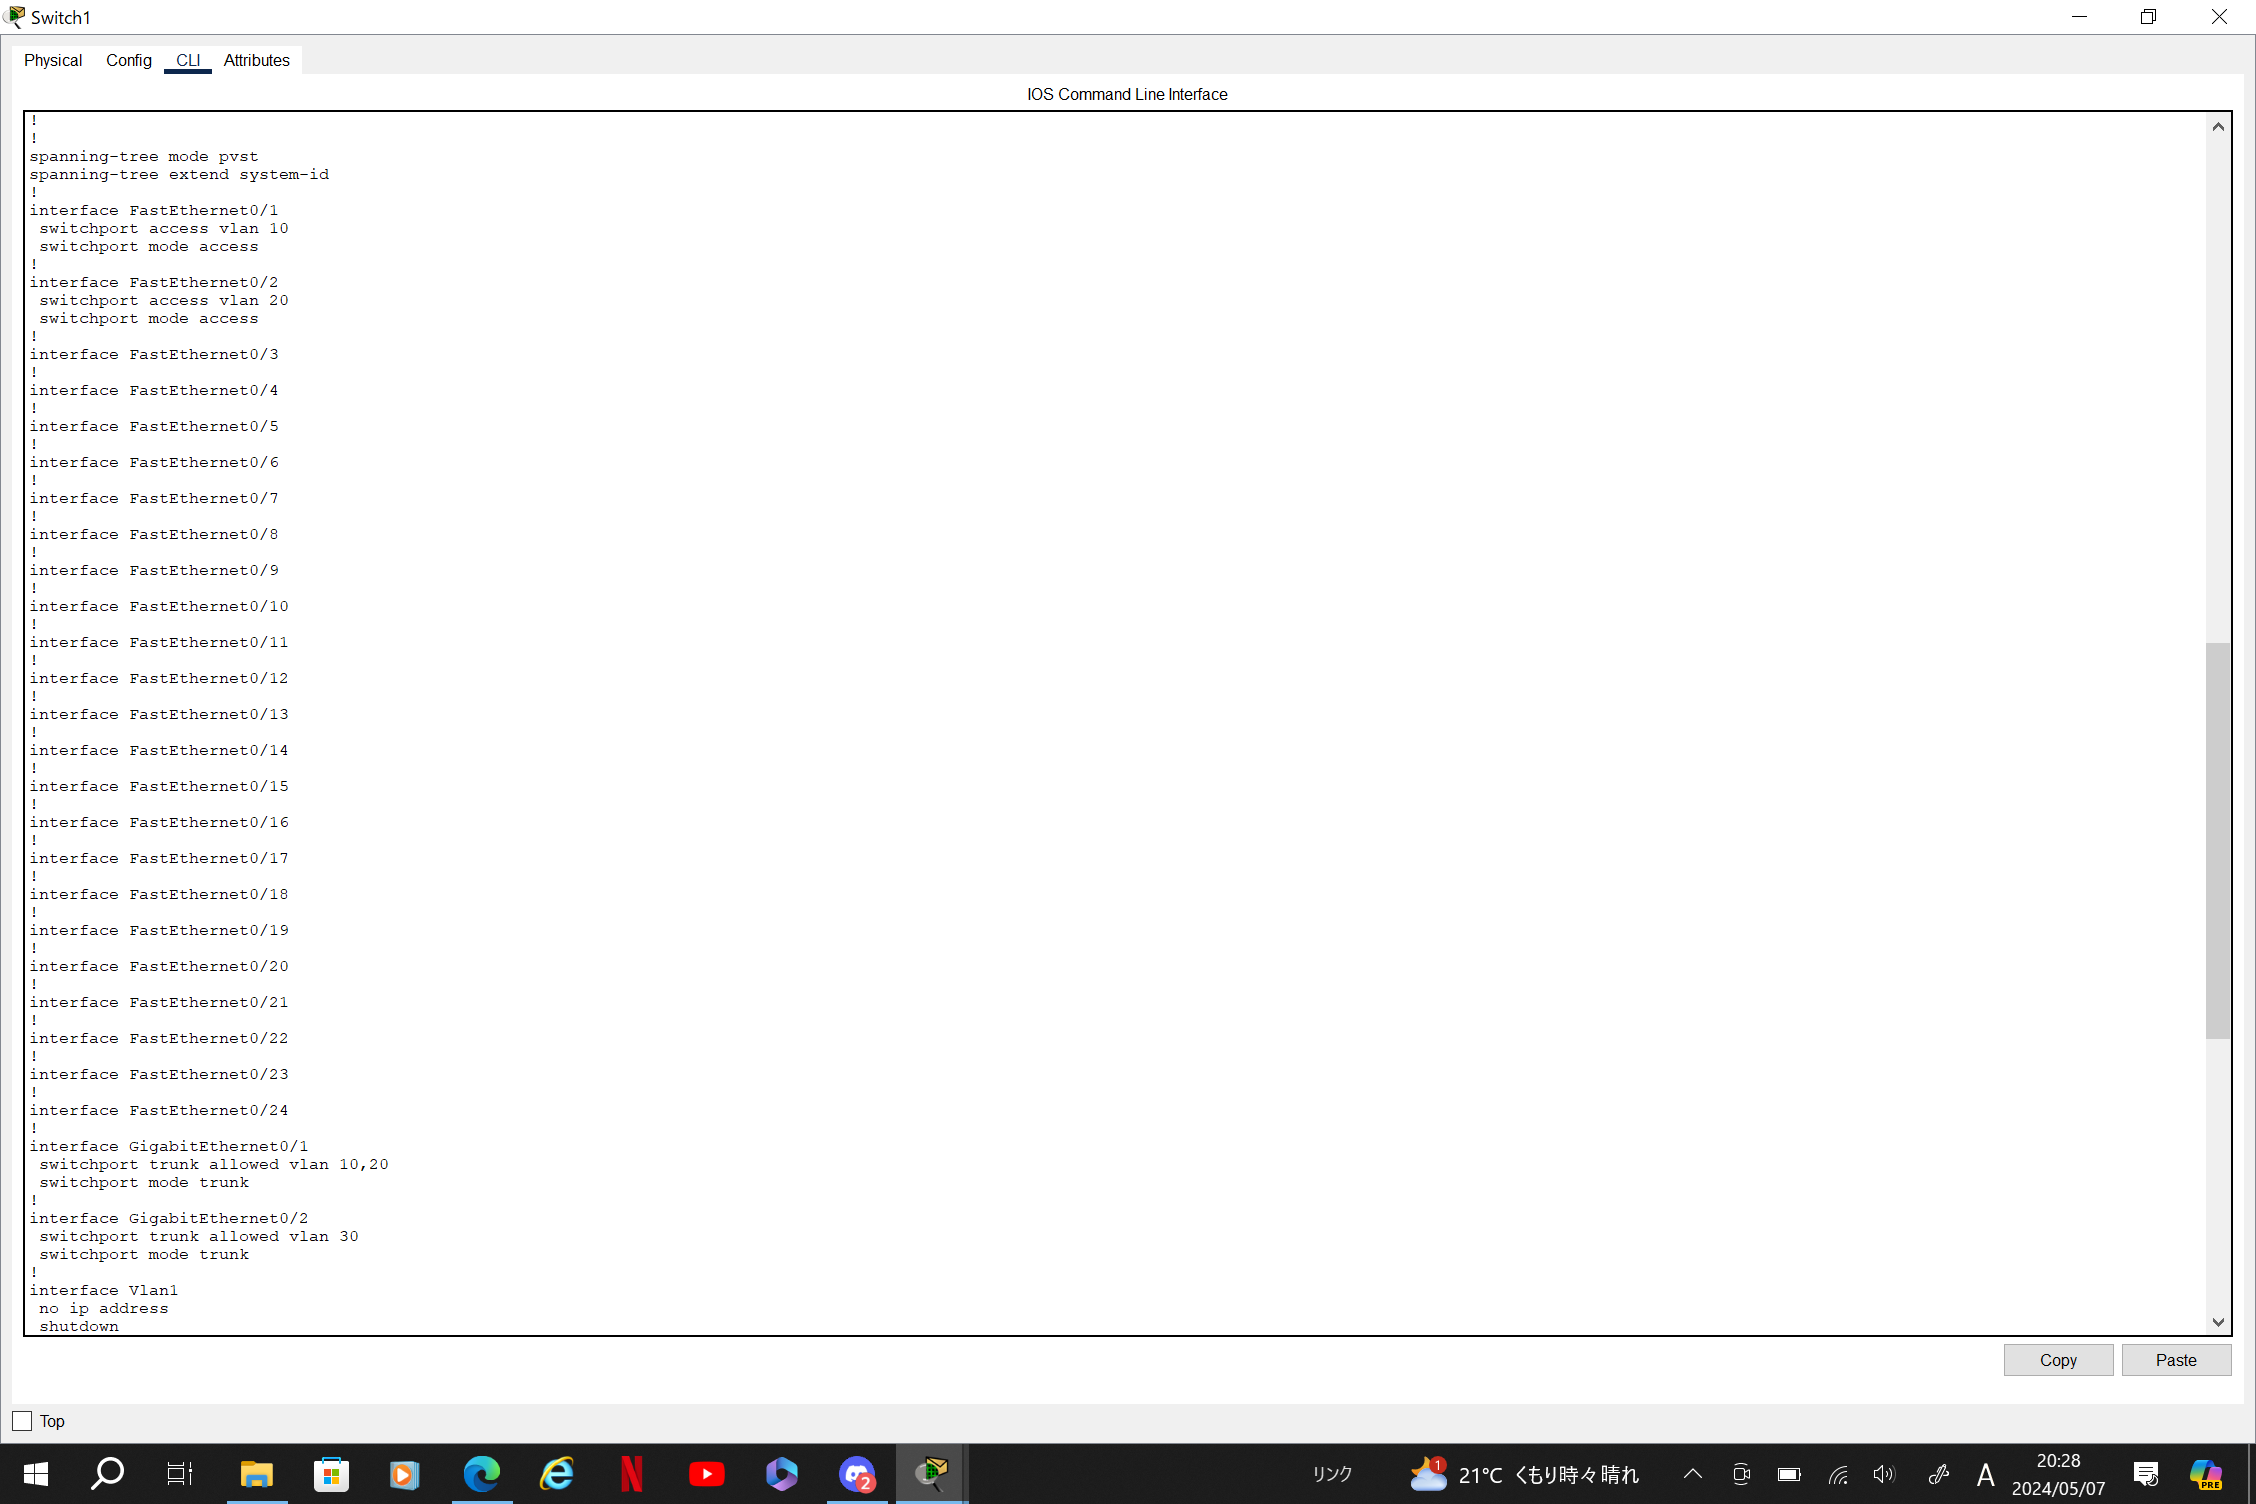 Switch1
Physical Config CLI Attributes
IOS Command Line Interface
!
!
spanning-tree mode pvst
spanning-tree extend system-id
!
interface FastEthernet0/1
 switchport access vlan 10
 switchport mode access
!
interface FastEthernet0/2
 switchport access vlan 20
 switchport mode access
!
interface FastEthernet0/3
!
interface FastEthernet0/4
!
interface FastEthernet0/5
!
interface FastEthernet0/6
!
interface FastEthernet0/7
!
interface FastEthernet0/8
!
interface FastEthernet0/9
!
interface FastEthernet0/10
!
interface FastEthernet0/11
!
interface FastEthernet0/12
!
interface FastEthernet0/13
!
interface FastEthernet0/14
!
interface FastEthernet0/15
!
interface FastEthernet0/16
!
interface FastEthernet0/17
!
interface FastEthernet0/18
!
interface FastEthernet0/19
!
interface FastEthernet0/20
!
interface FastEthernet0/21
!
interface FastEthernet0/22
!
interface FastEthernet0/23
!
interface FastEthernet0/24
!
interface GigabitEthernet0/1
 switchport trunk allowed vlan 10,20
 switchport mode trunk
!
interface GigabitEthernet0/2
 switchport trunk allowed vlan 30
 switchport mode trunk
!
interface Vlan1
 no ip address
 shutdown
Copy Paste
Top
2 リンク 1 21°C くもり時々晴れ A 20:28 PRE
2024/05/07